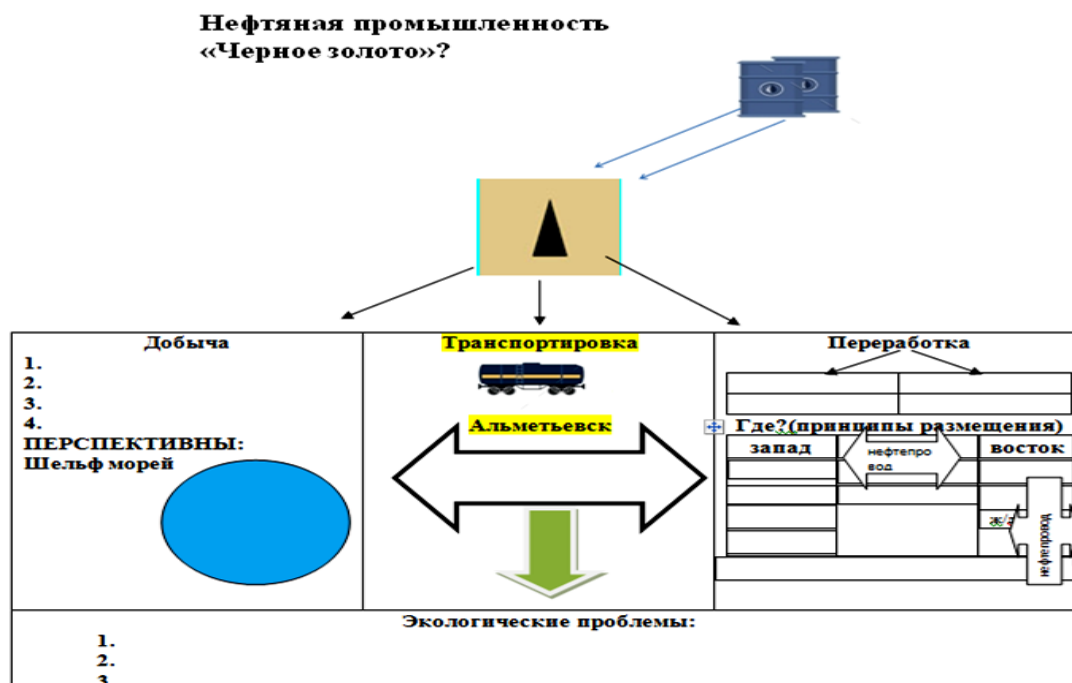 Нефтяная промышленность
«Черное золото»?
Добыча
1.
2.
3.
4.
ПЕРСПЕКТИВНЫ:
Шельф морей
Транспортировка
Альметьевск
Переработка
Где?(принципы размещения)
запад
нефтепро
вод
восток
нефтепровод
Экологические проблемы:
1.
2.
3.